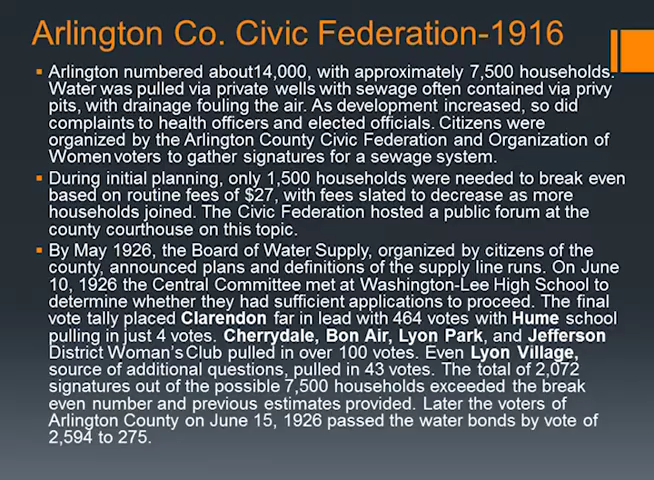 Arlington Co. Civic Federation-1916
Arlington numbered about14,000, with approximately 7,500 households.
Water was pulled via private wells with sewage often contained via privy
pits, with drainage fouling the air. As development increased, so did
complaints to health officers and elected officials. Citizens were
organized by the Arlington County Civic Federation and Organization of
Women voters to gather signatures for a sewage system.
During initial planning, only 1,500 households were needed to break even
based on routine fees of $27, with fees slated to decrease as more
households joined. The Civic Federation hosted a public forum at the
county courthouse on this topic.
By May 1926, the Board of Water Supply, organized by citizens of the
county, announced plans and definitions of the supply line runs. On June
10, 1926 the Central Committee met at Washington-Lee High School to
determine whether they had sufficient applications to proceed. The final
vote tally placed Clarendon far in lead with 464 votes with Hume school
pulling in just 4 votes. Cherrydale, Bon Air, Lyon Park, and Jefferson
District Woman's Club pulled in over 100 votes. Even Lyon Village,
source of additional questions, pulled in 43 votes. The total of 2,072
signatures out of the possible 7,500 households exceeded the break
even number and previous estimates provided. Later the voters of
Arlington County on June 15, 1926 passed the water bonds by vote of
2,594 to 275.